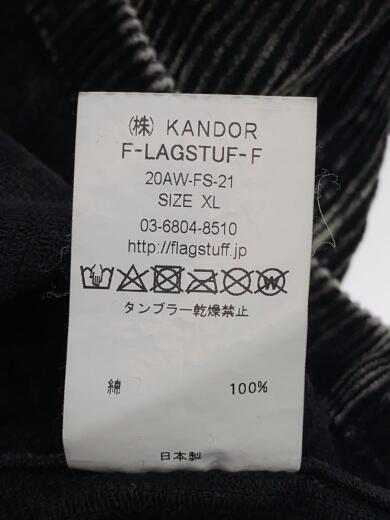 (株) KANDOR
F-LAGSTUF-F
20AW-FS-21
SIZE XL
03-6804-8510
http://flagstuff.jp
タンブラー乾燥禁止
綿 100%
日本製